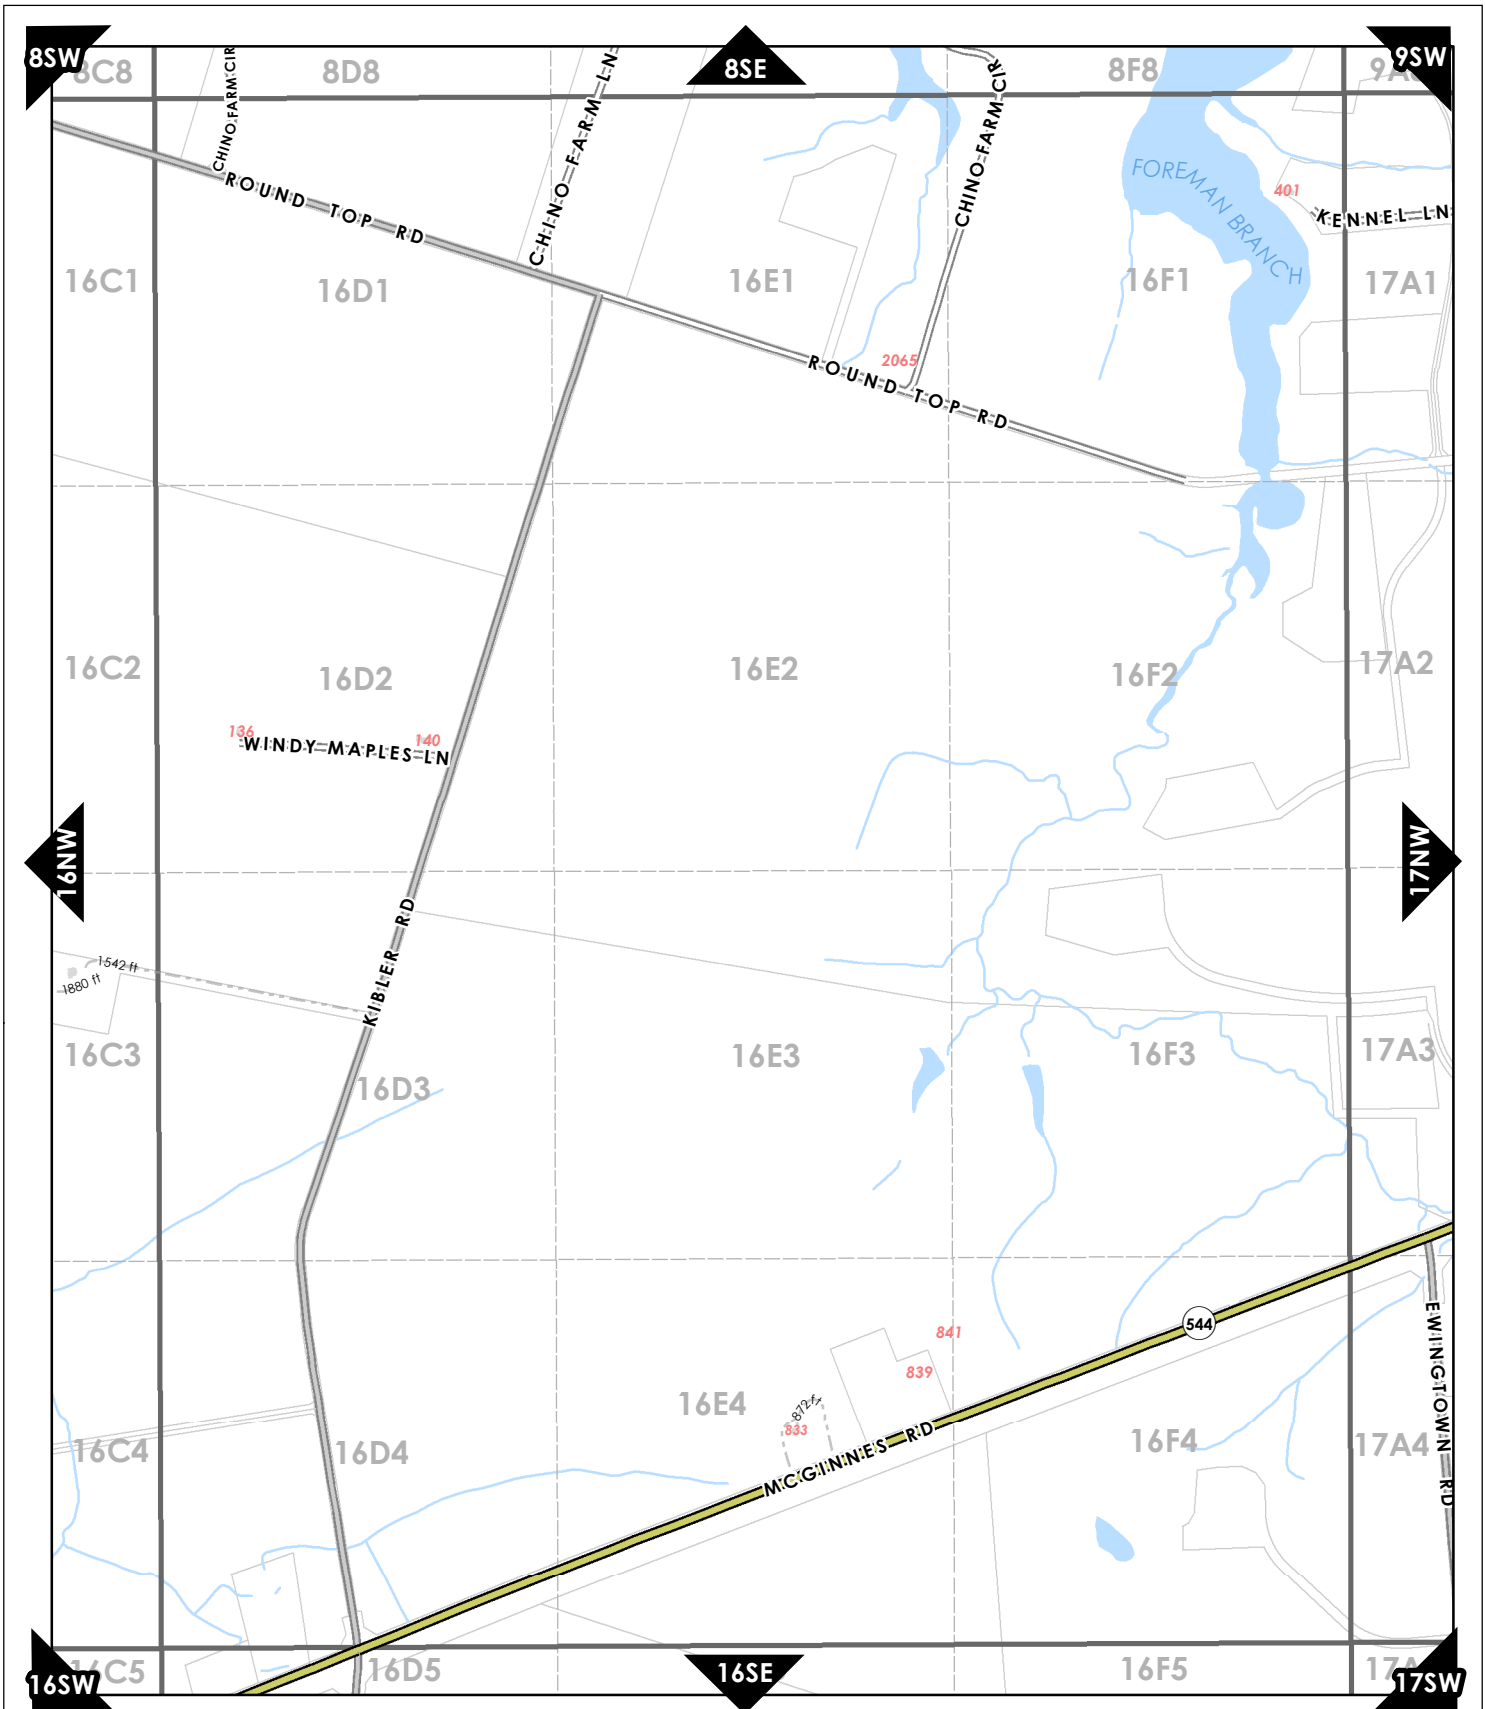 8SW
8C8
8D8
8SE
8F8
9A
9SW
CHINO FARM CIR
CHINO FARM LN
CHINO FARM CIR
FOREMAN BRANCH
401
KENNEL LN
ROUND TOP RD
16C1
16D1
16E1
16F1
17A1
2065
ROUND TOP RD
16C2
16D2
16E2
16F2
17A2
136
140
WINDY MAPLES LN
16NW
17NW
KIBLER RD
1542 ft
1880 ft
16C3
16D3
16E3
16F3
17A3
544
841
839
872 ft
833
16E4
MCGINNES RD
EWINGTOWN RD
16C4
16D4
16F4
17A4
16SW
16C5
16D5
16SE
16F5
17A
17SW